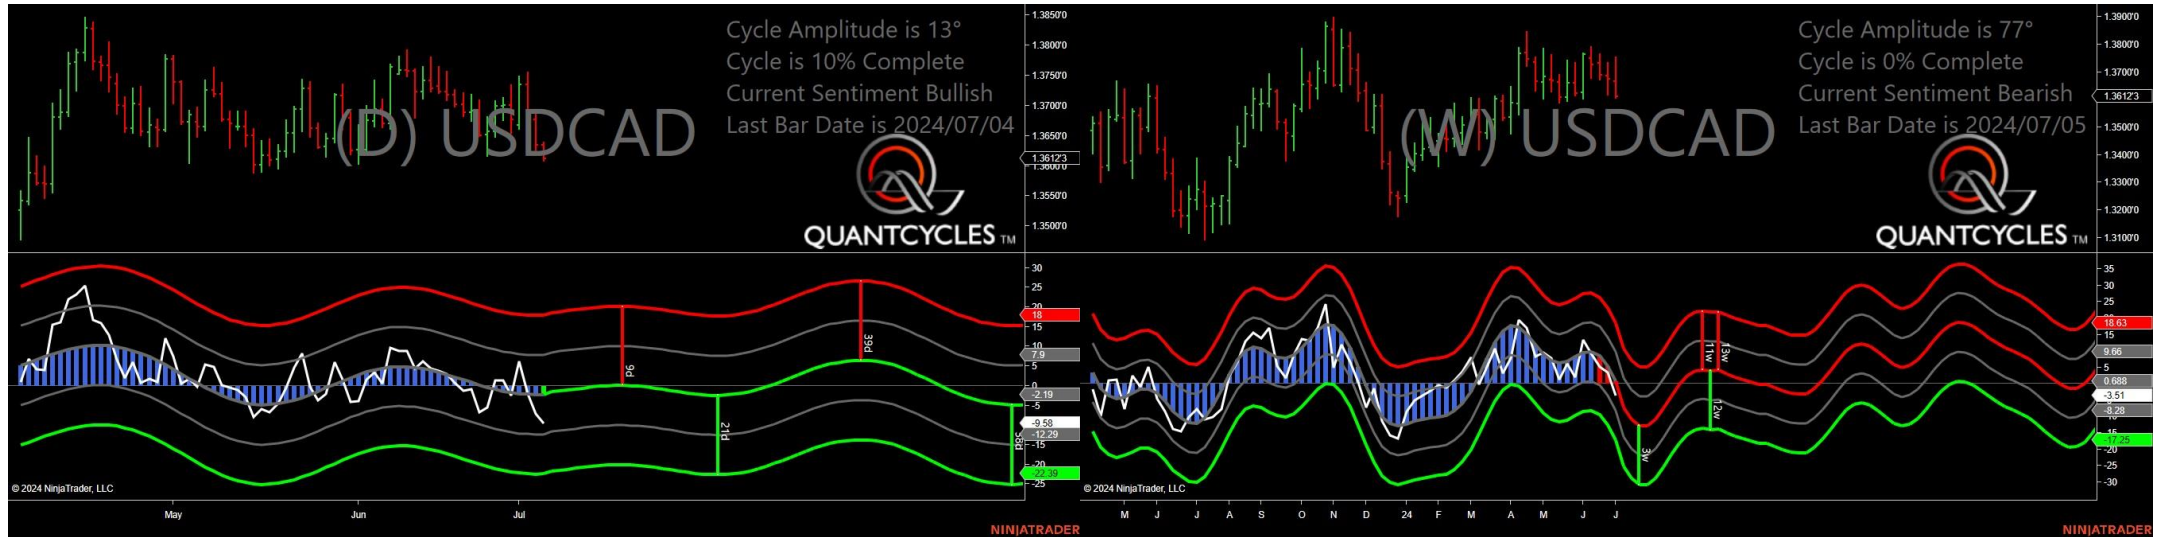 Cycle Amplitude is 13°
Cycle is 10% Complete
Current Sentiment Bullish
Last Bar Date is 2024/07/04
(D) USDCAD
QUANTCYCLES TM
1.3850'0
1.3800'0
1.3750'0
1.3700'0
1.3650'0
1.3612'3
1.3550'0
1.3500'0
30
20
18
15
10
7.9
5
0
-2.19
-5
-9.58
-12.29
-15
-20
-22.39
-25
9d
21d
39d
© 2024 NinjaTrader, LLC
May Jun Jul
NINJATRADER
Cycle Amplitude is 77°
Cycle is 0% Complete
Current Sentiment Bearish
Last Bar Date is 2024/07/05
(W) USDCAD
QUANTCYCLES TM
1.3900'0
1.3800'0
1.3700'0
1.3612'3
1.3500'0
1.3400'0
1.3300'0
1.3200'0
1.3100'0
35
30
25
18.63
9.66
5
0.688
-3.51
-8.28
-17.25
-20
-25
-30
3w
11w
13w
12w
© 2024 NinjaTrader, LLC
M J J A S O N D 24 F M A M J J
NINJATRADER